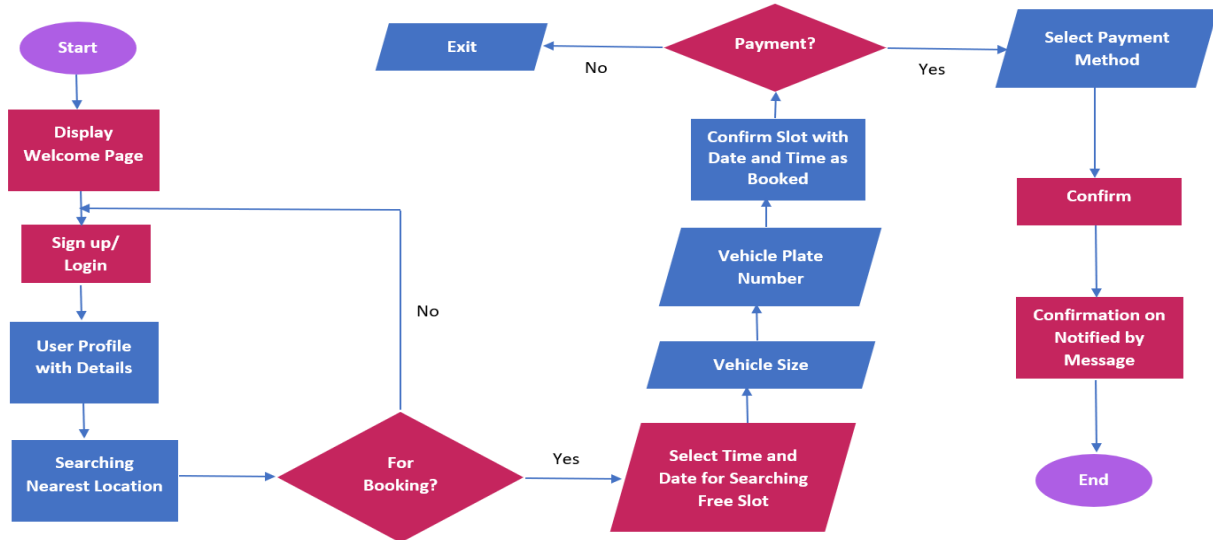 Start
Display
Welcome Page
Sign up/
Login
User Profile
with Details
Searching
Nearest Location
For
Booking?
No
Yes
Select Time and
Date for Searching
Free Slot
Vehicle Size
Vehicle Plate
Number
Confirm Slot with
Date and Time as
Booked
Payment?
No
Exit
Yes
Select Payment
Method
Confirm
Confirmation on
Notified by
Message
End